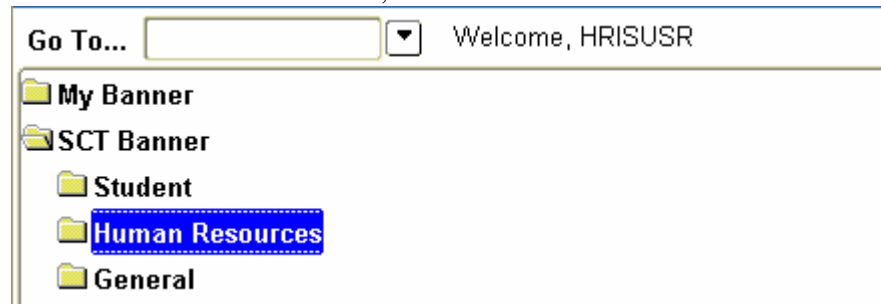 Go To... Welcome, HRISUSR
My Banner
SCT Banner
Student
Human Resources
General